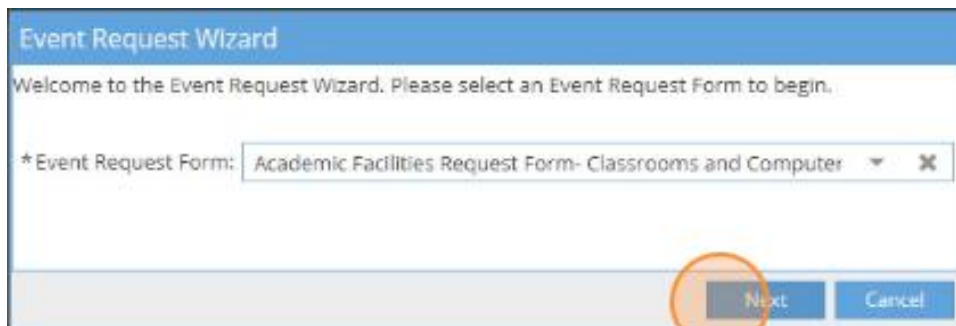 Event Request Wizard
Welcome to the Event Request Wizard. Please select an Event Request Form to begin.
*Event Request Form: Academic Facilities Request Form- Classrooms and Computer
Next Cancel